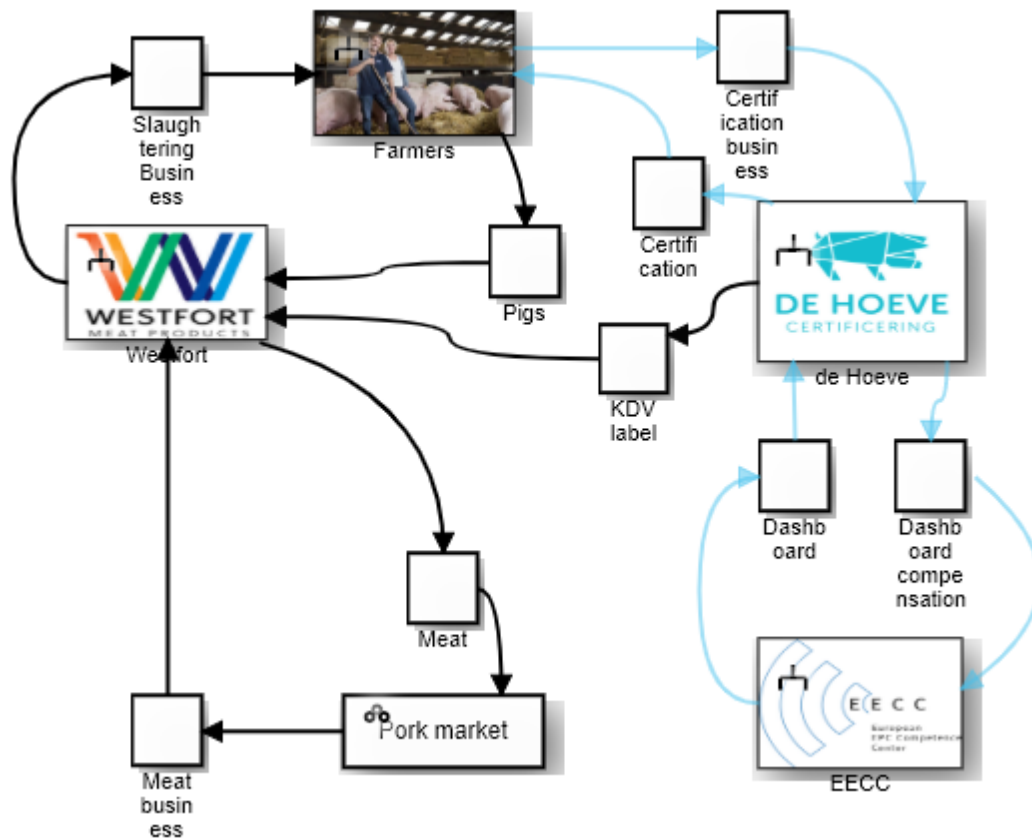 Slaugh
tering
Busin
ess
Farmers
Certif
ication
busin
ess
Certifi
cation
Pigs
WESTFORT
MEAT PRODUCTS
Westfort
DE HOEVE
CERTIFICERING
de Hoeve
KDV
label
Dashb
oard
Dashb
oard
compe
nsation
Meat
Pork market
Meat
busin
ess
EECC
European
EPC Competence
Center
EECC